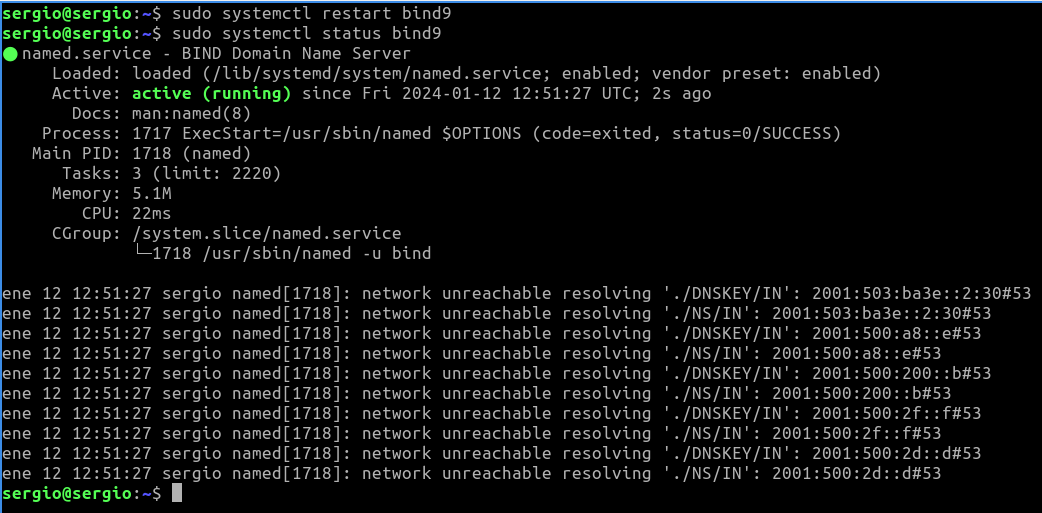 sergio@sergio:~$ sudo systemctl restart bind9
sergio@sergio:~$ sudo systemctl status bind9
● named.service - BIND Domain Name Server
     Loaded: loaded (/lib/systemd/system/named.service; enabled; vendor preset: enabled)
     Active: active (running) since Fri 2024-01-12 12:51:27 UTC; 2s ago
       Docs: man:named(8)
    Process: 1717 ExecStart=/usr/sbin/named $OPTIONS (code=exited, status=0/SUCCESS)
   Main PID: 1718 (named)
      Tasks: 3 (limit: 2220)
     Memory: 5.1M
        CPU: 22ms
     CGroup: /system.slice/named.service
             └─1718 /usr/sbin/named -u bind

ene 12 12:51:27 sergio named[1718]: network unreachable resolving './DNSKEY/IN': 2001:503:ba3e::2:30#53
ene 12 12:51:27 sergio named[1718]: network unreachable resolving './NS/IN': 2001:503:ba3e::2:30#53
ene 12 12:51:27 sergio named[1718]: network unreachable resolving './DNSKEY/IN': 2001:500:a8::e#53
ene 12 12:51:27 sergio named[1718]: network unreachable resolving './NS/IN': 2001:500:a8::e#53
ene 12 12:51:27 sergio named[1718]: network unreachable resolving './DNSKEY/IN': 2001:500:200::b#53
ene 12 12:51:27 sergio named[1718]: network unreachable resolving './NS/IN': 2001:500:200::b#53
ene 12 12:51:27 sergio named[1718]: network unreachable resolving './DNSKEY/IN': 2001:500:2f::f#53
ene 12 12:51:27 sergio named[1718]: network unreachable resolving './NS/IN': 2001:500:2f::f#53
ene 12 12:51:27 sergio named[1718]: network unreachable resolving './DNSKEY/IN': 2001:500:2d::d#53
ene 12 12:51:27 sergio named[1718]: network unreachable resolving './NS/IN': 2001:500:2d::d#53
sergio@sergio:~$